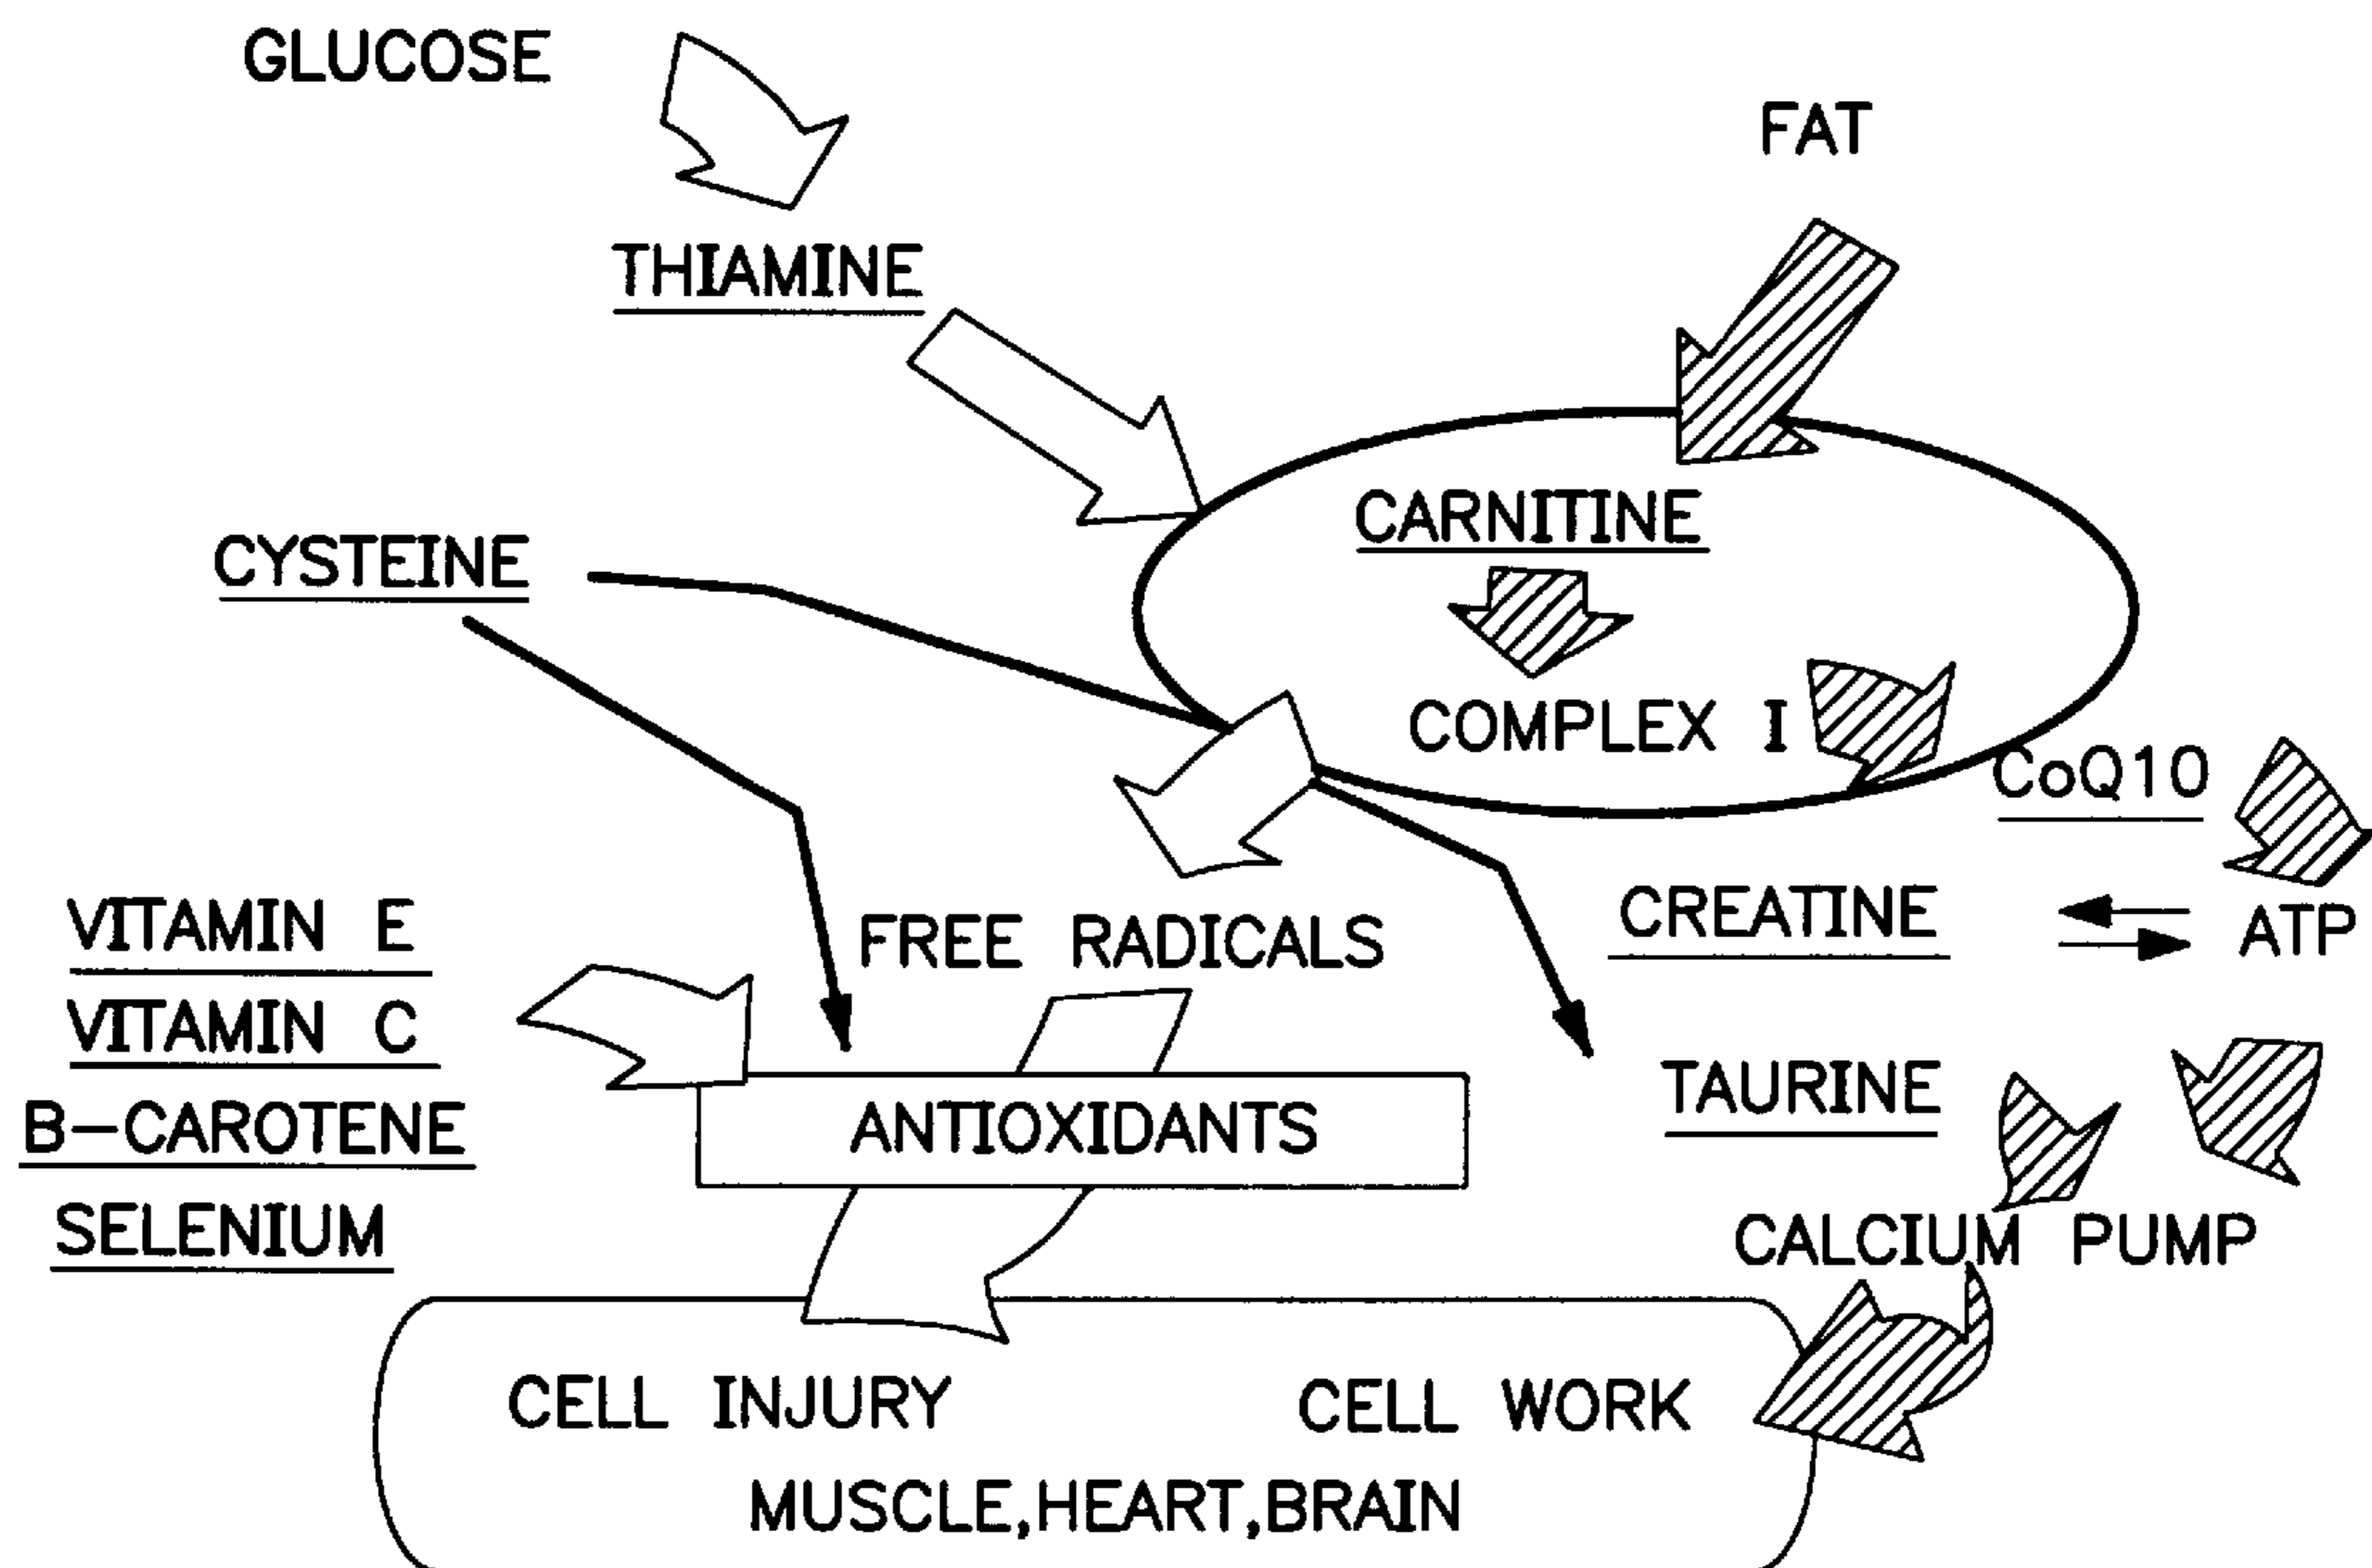 GLUCOSE
FAT
THIAMINE
CARNITINE
CYSTEINE
COMPLEX I
CoQ10
VITAMIN E
FREE RADICALS
CREATINE
ATP
VITAMIN C
TAURINE
B-CAROTENE
ANTIOXIDANTS
SELENIUM
CALCIUM PUMP
CELL INJURY
CELL WORK
MUSCLE,HEART,BRAIN